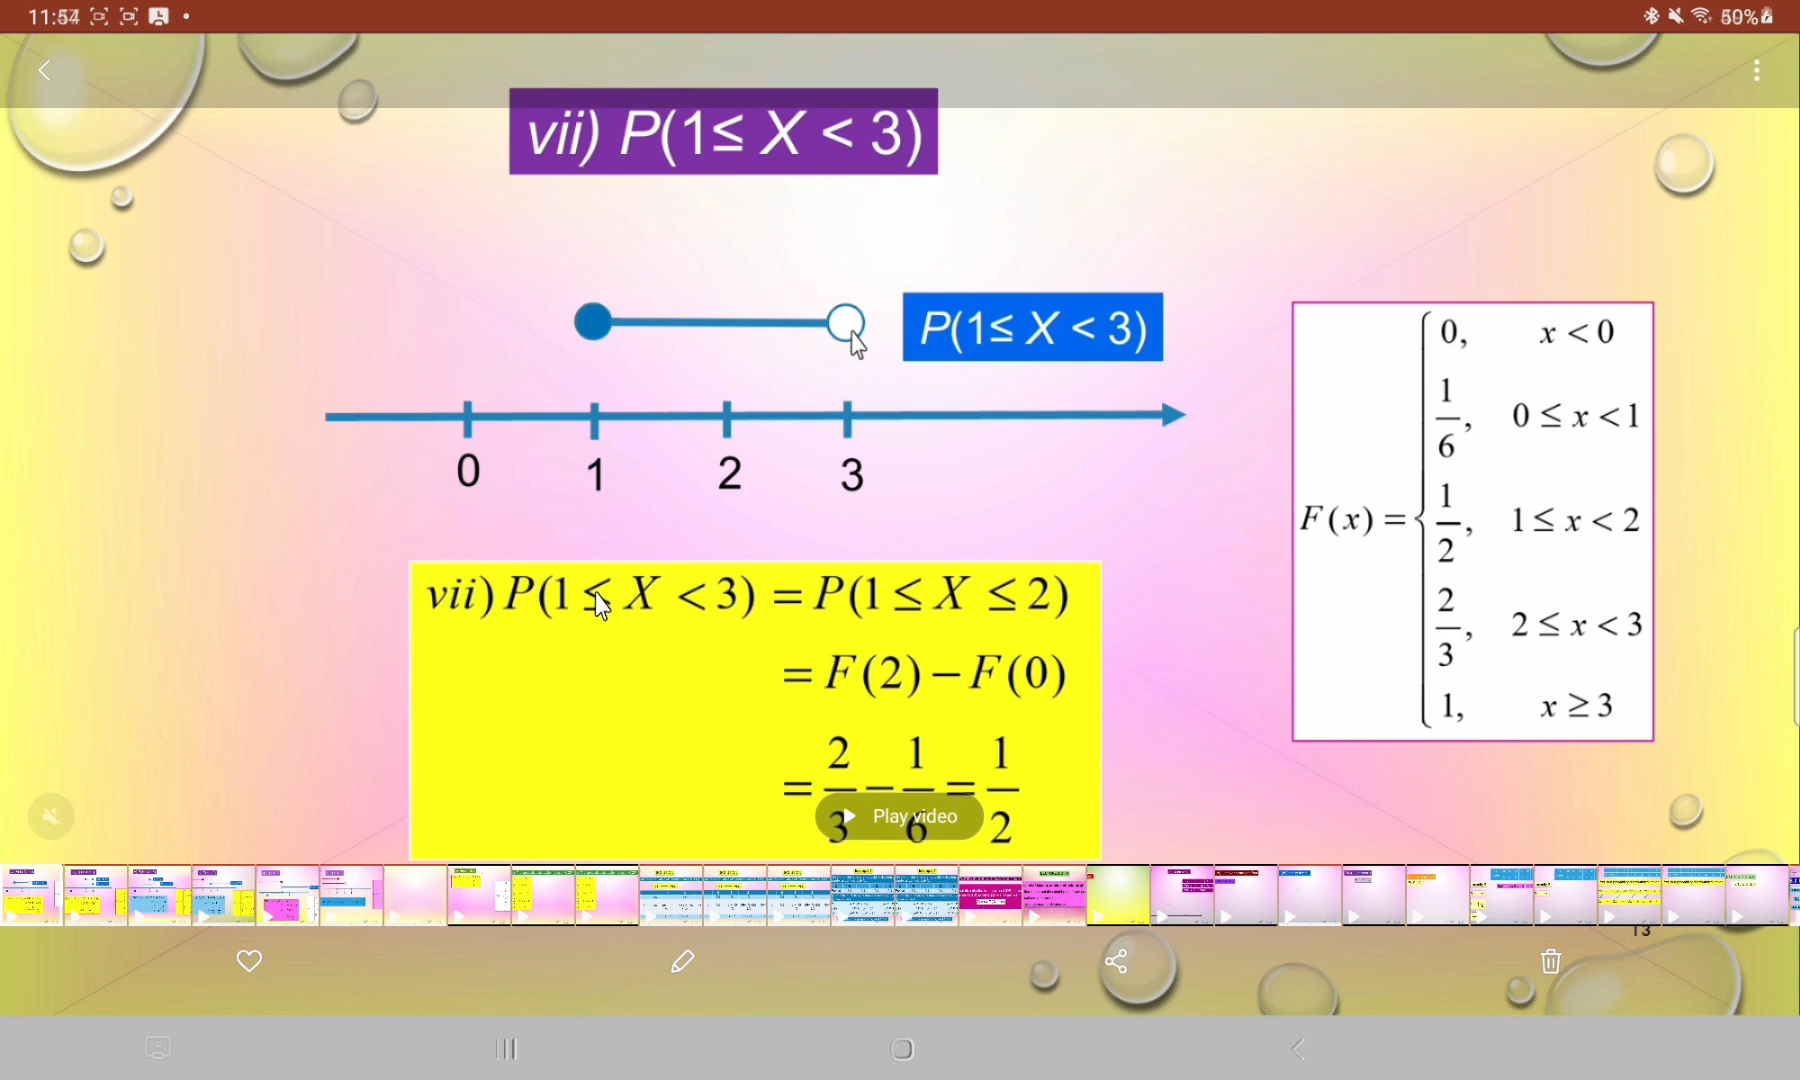 50%
vii) P(1≤ X < 3)
P(1≤ X < 3)
0 1 2 3
F(x) =
0, x < 0
1/6, 0 ≤ x < 1
1/2, 1 ≤ x < 2
2/3, 2 ≤ x < 3
1, x ≥ 3
vii) P(1 ≤ X < 3) = P(1 ≤ X ≤ 2)
= F(2) − F(0)
= 2/3 − 1/6 = 1/2
Play video
13